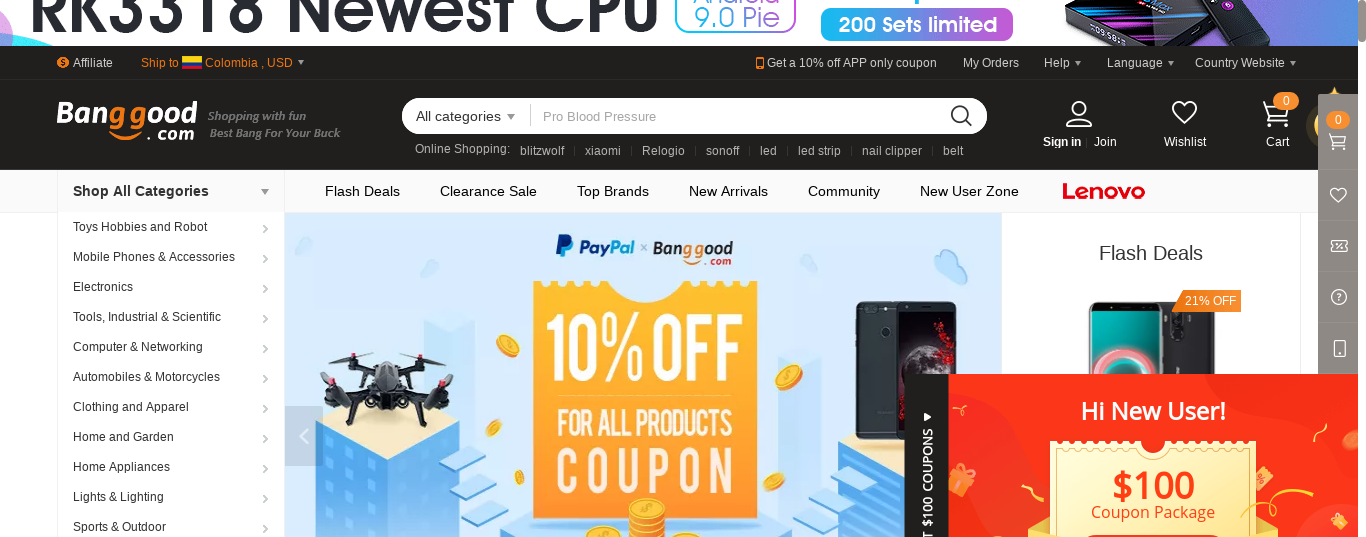 RK3318 Newest CPU
Android
9.0 Pie
200 Sets limited
Affiliate
Ship to Colombia , USD
Get a 10% off APP only coupon
My Orders
Help
Language
Country Website
Banggood
.com
Shopping with fun
Best Bang For Your Buck
All categories
Pro Blood Pressure
Online Shopping:
blitzwolf
xiaomi
Relogio
sonoff
led
led strip
nail clipper
belt
Sign in
Join
Wishlist
0
Cart
0
Shop All Categories
Flash Deals
Clearance Sale
Top Brands
New Arrivals
Community
New User Zone
Lenovo
Toys Hobbies and Robot
Mobile Phones & Accessories
Electronics
Tools, Industrial & Scientific
Computer & Networking
Automobiles & Motorcycles
Clothing and Apparel
Home and Garden
Home Appliances
Lights & Lighting
Sports & Outdoor
PayPal × Banggood
.com
10% OFF
FOR ALL PRODUCTS
COUPON
Flash Deals
21% OFF
$100 COUPONS
Hi New User!
$100
Coupon Package